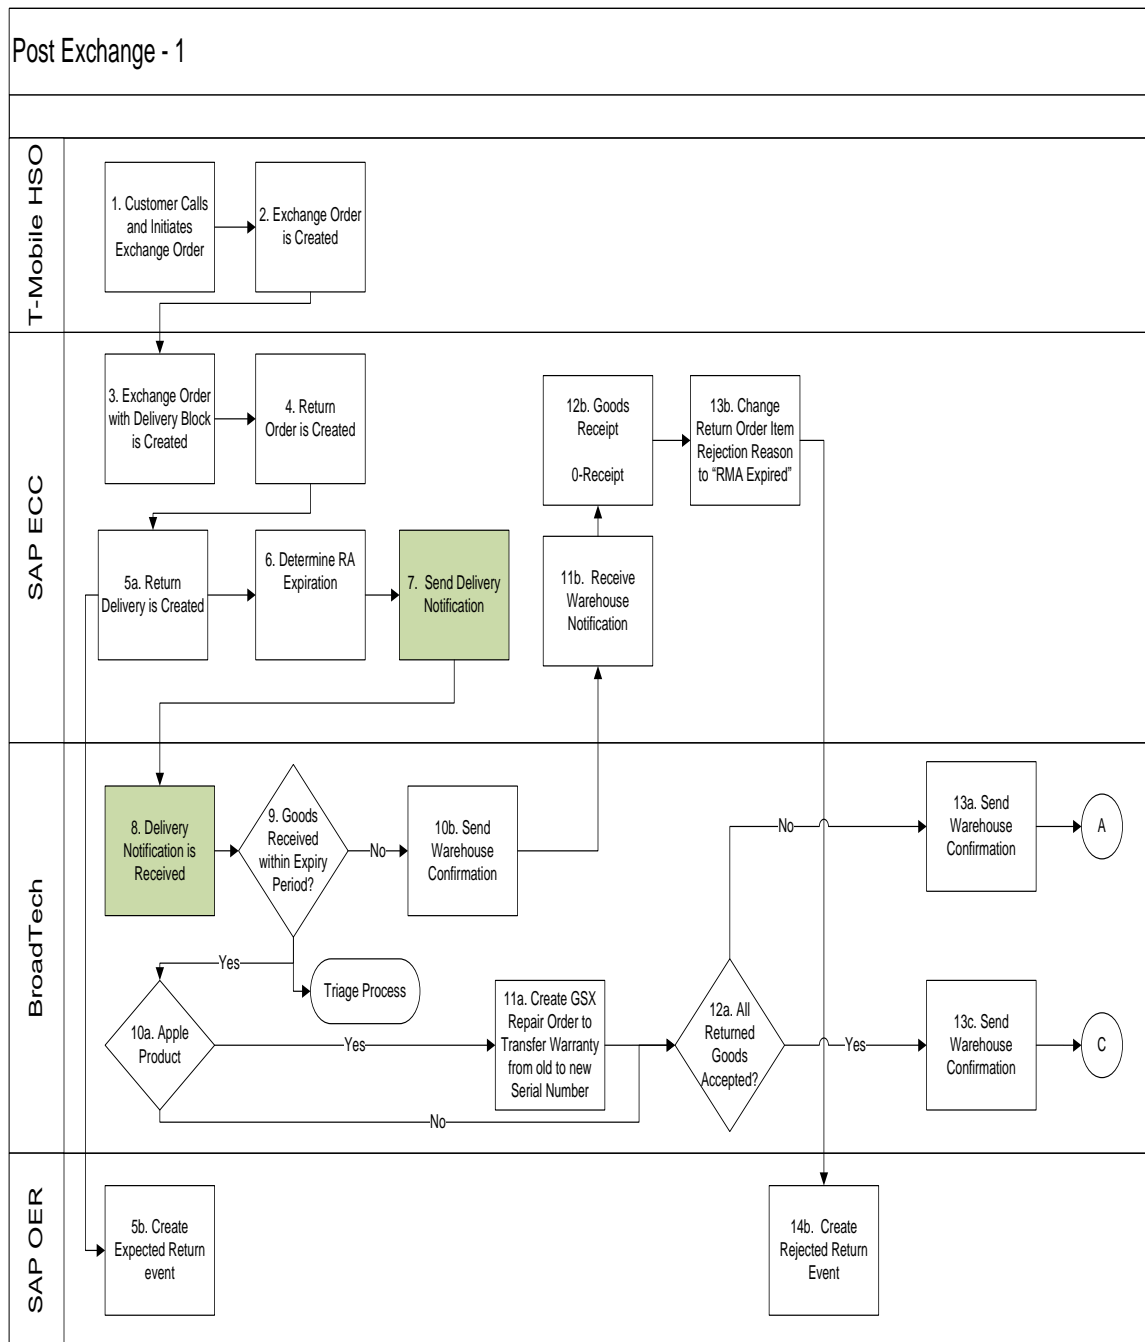 Post Exchange - 1
T-Mobile HSO
1. Customer Calls
and Initiates
Exchange Order
2. Exchange Order
is Created
SAP ECC
3. Exchange Order
with Delivery Block
is Created
4. Return
Order is Created
12b. Goods
Receipt
0-Receipt
13b. Change
Return Order Item
Rejection Reason
to “RMA Expired”
5a. Return
Delivery is Created
6. Determine RA
Expiration
7. Send Delivery
Notification
11b. Receive
Warehouse
Notification
BroadTech
8. Delivery
Notification is
Received
9. Goods
Received
within Expiry
Period?
No
10b. Send
Warehouse
Confirmation
No
13a. Send
Warehouse
Confirmation
A
Yes
Triage Process
10a. Apple
Product
Yes
11a. Create GSX
Repair Order to
Transfer Warranty
from old to new
Serial Number
No
12a. All
Returned
Goods
Accepted?
Yes
13c. Send
Warehouse
Confirmation
C
SAP OER
5b. Create
Expected Return
event
14b. Create
Rejected Return
Event